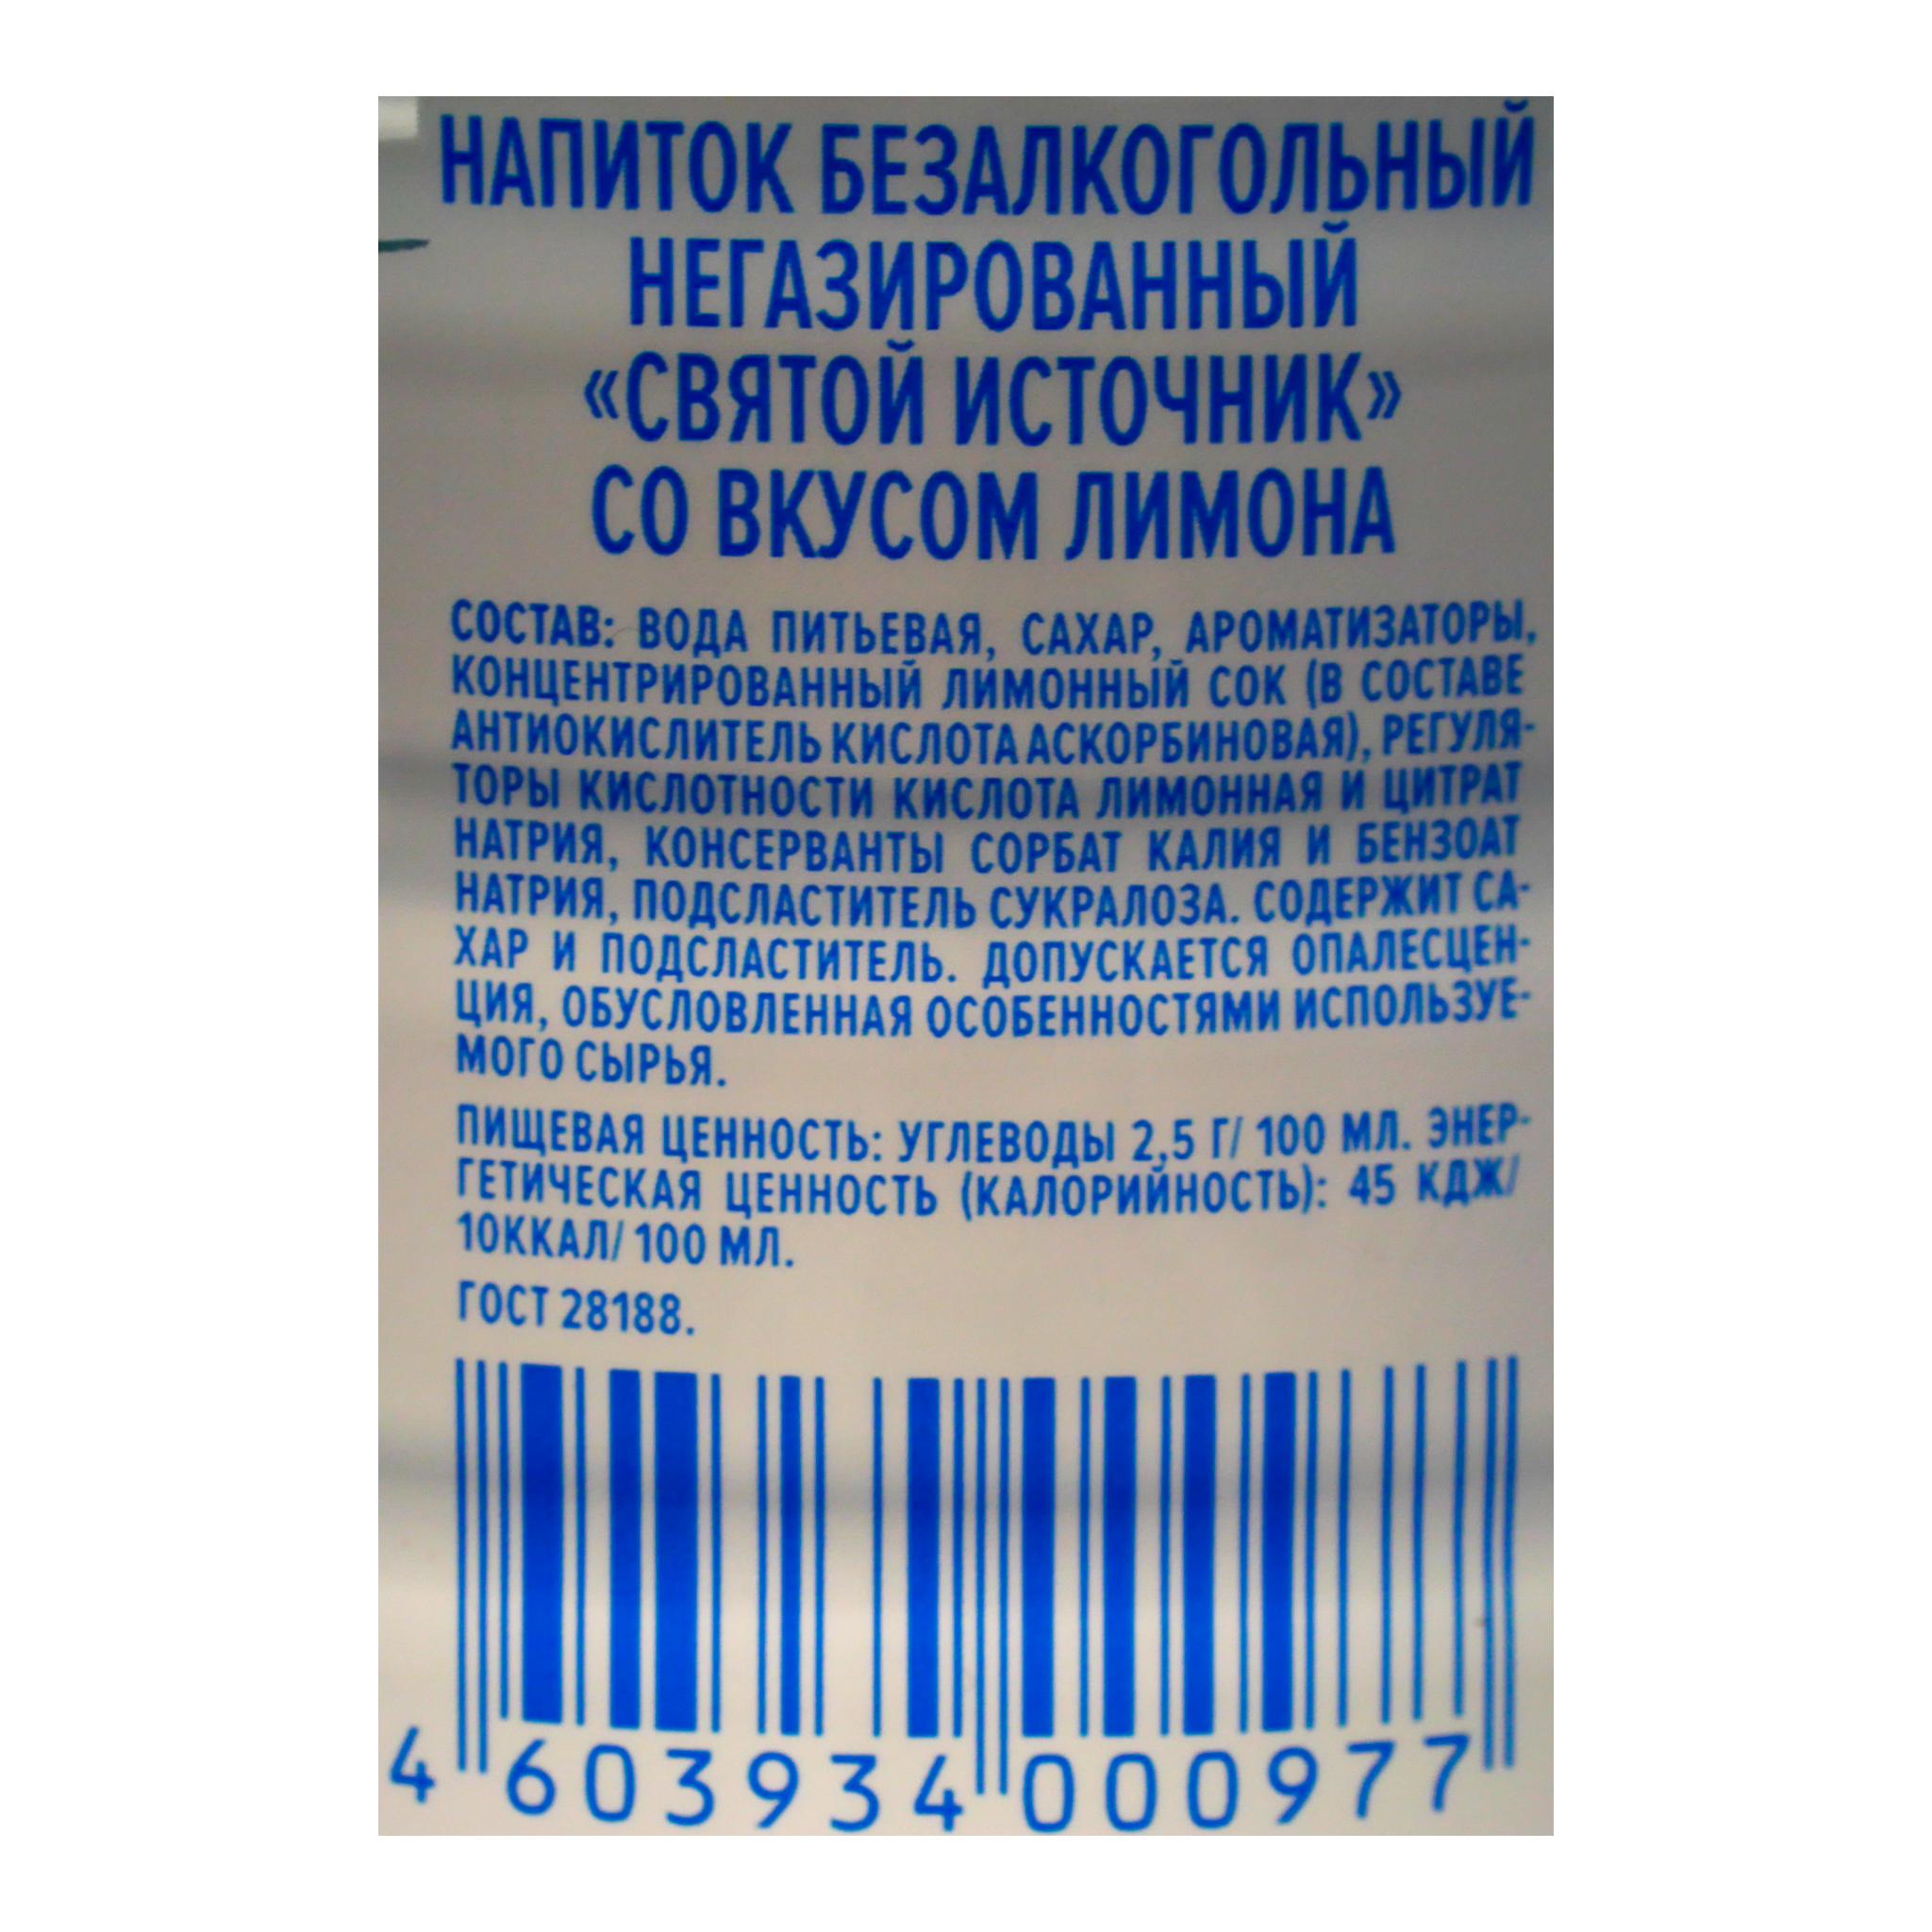 НАПИТОК БЕЗАЛКОГОЛЬНЫЙ
НЕГАЗИРОВАННЫЙ
«СВЯТОЙ ИСТОЧНИК»
СО ВКУСОМ ЛИМОНА
СОСТАВ: ВОДА ПИТЬЕВАЯ, САХАР, АРОМАТИЗАТОРЫ,
КОНЦЕНТРИРОВАННЫЙ ЛИМОННЫЙ СОК (В СОСТАВЕ
АНТИОКИСЛИТЕЛЬ КИСЛОТА АСКОРБИНОВАЯ), РЕГУЛЯ-
ТОРЫ КИСЛОТНОСТИ КИСЛОТА ЛИМОННАЯ И ЦИТРАТ
НАТРИЯ, КОНСЕРВАНТЫ СОРБАТ КАЛИЯ И БЕНЗОАТ
НАТРИЯ, ПОДСЛАСТИТЕЛЬ СУКРАЛОЗА. СОДЕРЖИТ СА-
ХАР И ПОДСЛАСТИТЕЛЬ. ДОПУСКАЕТСЯ ОПАЛЕСЦЕН-
ЦИЯ, ОБУСЛОВЛЕННАЯ ОСОБЕННОСТЯМИ ИСПОЛЬЗУЕ-
МОГО СЫРЬЯ.
ПИЩЕВАЯ ЦЕННОСТЬ: УГЛЕВОДЫ 2,5 Г/ 100 МЛ. ЭНЕР-
ГЕТИЧЕСКАЯ ЦЕННОСТЬ (КАЛОРИЙНОСТЬ): 45 КДЖ/
10ККАЛ/ 100 МЛ.
ГОСТ 28188.
4 603934 000977